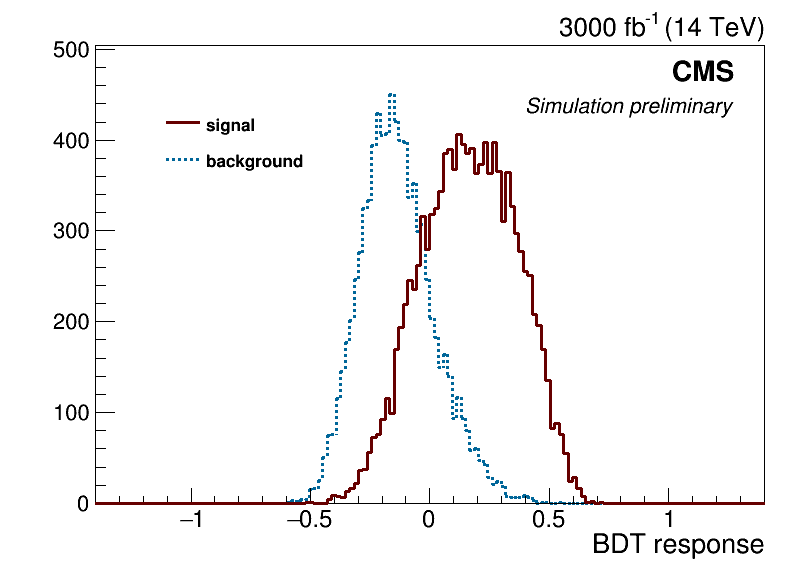 3000 fb⁻¹ (14 TeV)
CMS
Simulation preliminary
signal
background
500
400
300
200
100
0
−1
−0.5
0
0.5
1
BDT response